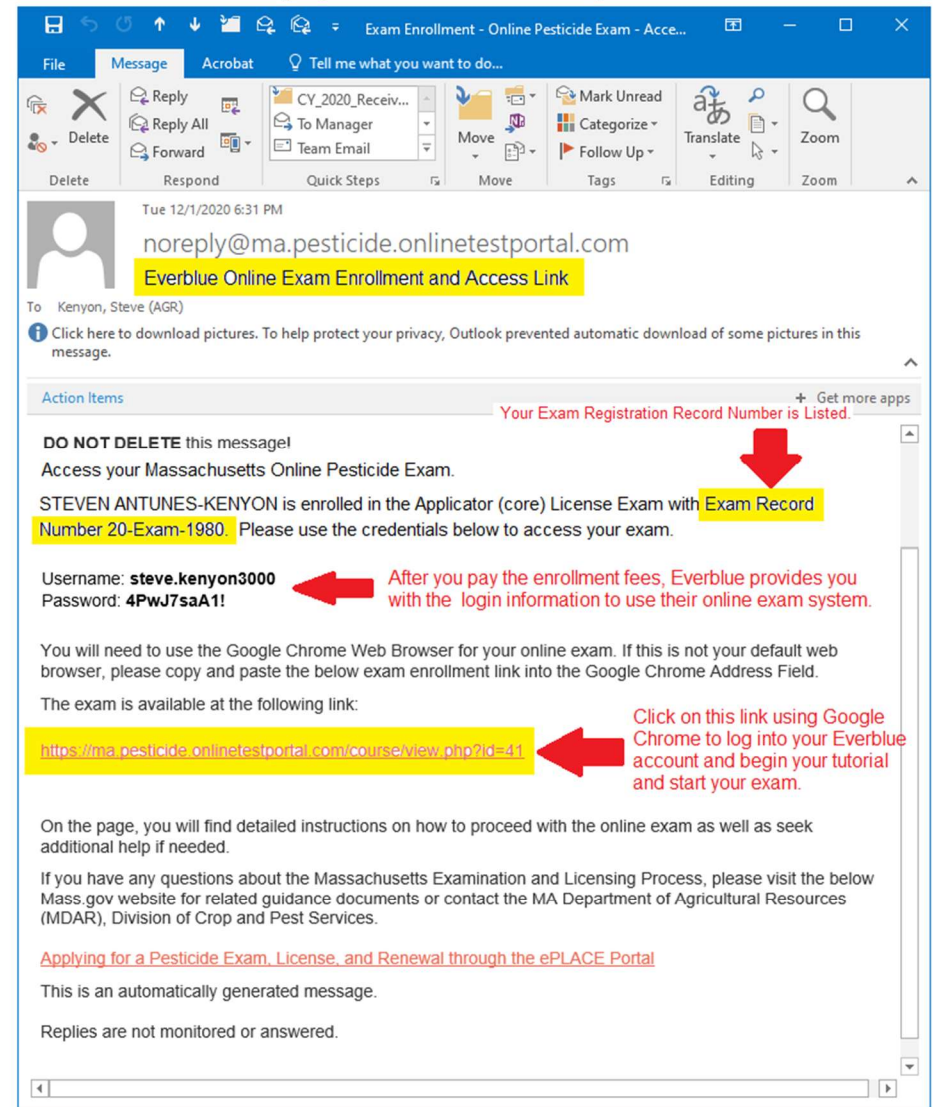 Exam Enrollment - Online Pesticide Exam - Acce...
File Message Acrobat Tell me what you want to do...
Delete
Reply
Reply All
Forward
CY_2020_Receiv...
To Manager
Team Email
Move
Mark Unread
Categorize
Follow Up
Translate
Zoom
Delete Respond Quick Steps Move Tags Editing Zoom
Tue 12/1/2020 6:31 PM
noreply@ma.pesticide.onlinetestportal.com
Everblue Online Exam Enrollment and Access Link
To Kenyon, Steve (AGR)
Click here to download pictures. To help protect your privacy, Outlook prevented automatic download of some pictures in this
message.
Action Items + Get more apps
Your Exam Registration Record Number is Listed.
DO NOT DELETE this message!
Access your Massachusetts Online Pesticide Exam.
STEVEN ANTUNES-KENYON is enrolled in the Applicator (core) License Exam with Exam Record
Number 20-Exam-1980. Please use the credentials below to access your exam.
Username: steve.kenyon3000
Password: 4PwJ7saA1!
After you pay the enrollment fees, Everblue provides you
with the login information to use their online exam system.
You will need to use the Google Chrome Web Browser for your online exam. If this is not your default web
browser, please copy and paste the below exam enrollment link into the Google Chrome Address Field.
The exam is available at the following link:
https://ma.pesticide.onlinetestportal.com/course/view.php?id=41
Click on this link using Google
Chrome to log into your Everblue
account and begin your tutorial
and start your exam.
On the page, you will find detailed instructions on how to proceed with the online exam as well as seek
additional help if needed.
If you have any questions about the Massachusetts Examination and Licensing Process, please visit the below
Mass.gov website for related guidance documents or contact the MA Department of Agricultural Resources
(MDAR), Division of Crop and Pest Services.
Applying for a Pesticide Exam, License, and Renewal through the ePLACE Portal
This is an automatically generated message.
Replies are not monitored or answered.